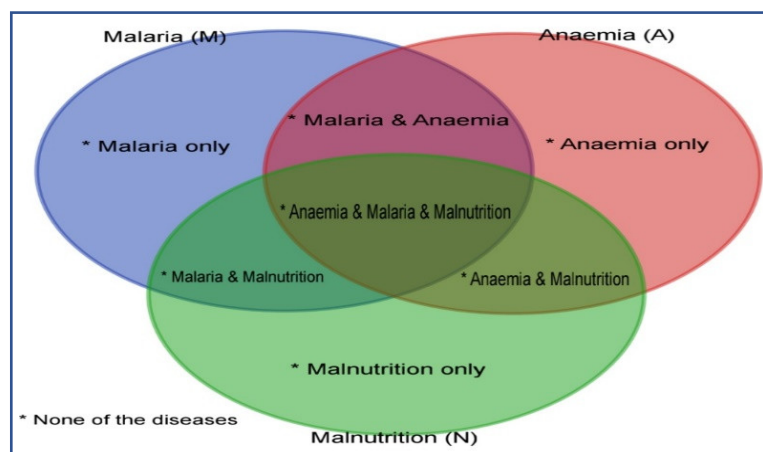 Malaria (M)
Anaemia (A)
* Malaria & Anaemia
* Malaria only
* Anaemia only
* Anaemia & Malaria & Malnutrition
* Malaria & Malnutrition
* Anaemia & Malnutrition
* Malnutrition only
* None of the diseases
Malnutrition (N)